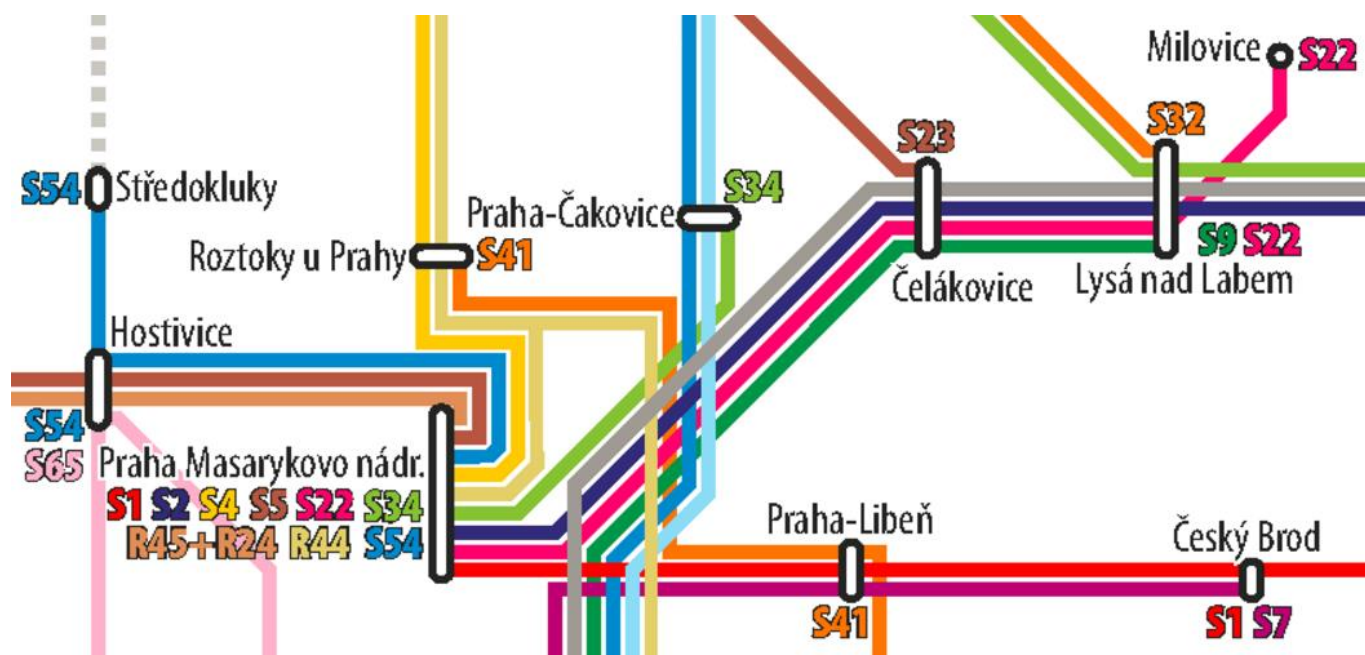 Milovice S22
S32
S23
S54 Středokluky
S34
Praha-Čakovice
Roztoky u Prahy S41
S9 S22
Čelákovice
Lysá nad Labem
Hostivice
S54
S65
Praha Masarykovo nádr.
S1 S2 S4 S5 S22 S34
R45+R24 R44 S54
Praha-Libeň
S41
Český Brod
S1 S7